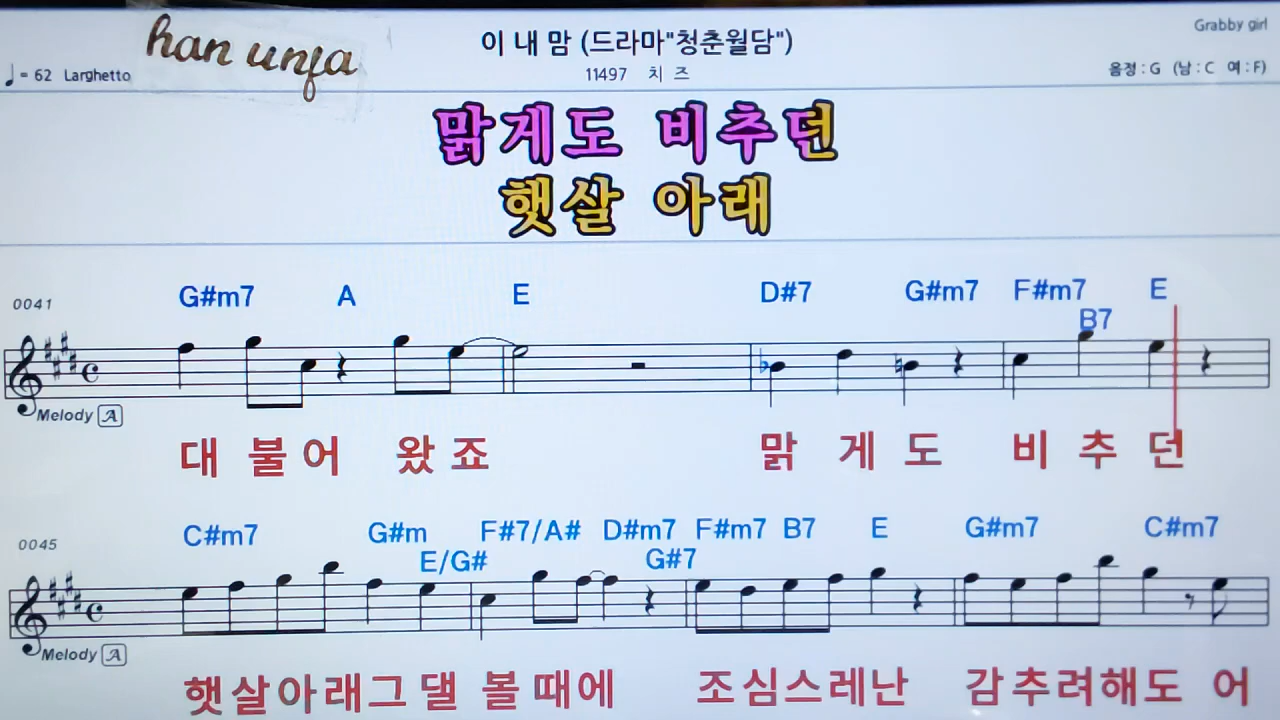 han unja
이 내 맘 (드라마"청춘월담")
Grabby girl
♩= 62 Larghetto
11497 치 즈
음정 : G (남 : C 여 : F)
맑게도 비추던
햇살 아래
0041 G#m7 A E D#7 G#m7 F#m7 B7 E
Melody A
대 불 어 왔 죠 맑 게 도 비 추 던
0045 C#m7 G#m E/G# F#7/A# D#m7 G#7 F#m7 B7 E G#m7 C#m7
Melody A
햇 살 아 래 그 댈 볼 때 에 조 심 스 레 난 감 추 려 해 도 어